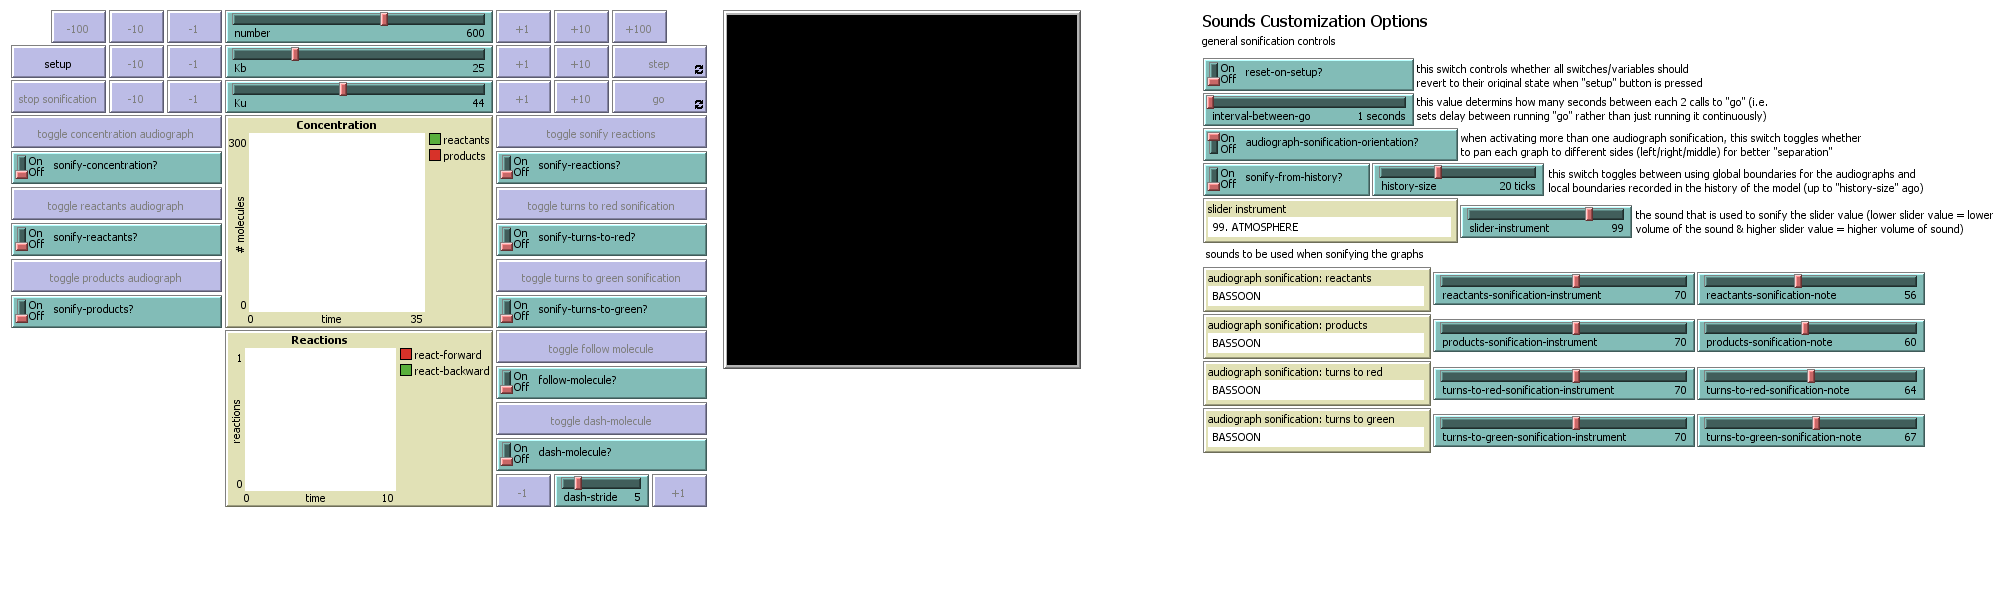 -100
-10
-1
number
600
+1
+10
+100
setup
-10
-1
Kb
25
+1
+10
step
stop sonification
-10
-1
Ku
44
+1
+10
go
toggle concentration audiograph
On
Off
sonify-concentration?
toggle reactants audiograph
On
Off
sonify-reactants?
toggle products audiograph
On
Off
sonify-products?
Concentration
300
# molecules
0
0
time
35
reactants
products
Reactions
1
reactions
0
0
time
10
react-forward
react-backward
toggle sonify reactions
On
Off
sonify-reactions?
toggle turns to red sonification
On
Off
sonify-turns-to-red?
toggle turns to green sonification
On
Off
sonify-turns-to-green?
toggle follow molecule
On
Off
follow-molecule?
toggle dash-molecule
On
Off
dash-molecule?
-1
dash-stride
5
+1
Sounds Customization Options
general sonification controls
On
Off
reset-on-setup?
this switch controls whether all switches/variables should
revert to their original state when "setup" button is pressed
interval-between-go
1 seconds
this value determins how many seconds between each 2 calls to "go" (i.e.
sets delay between running "go" rather than just running it continuously)
On
Off
audiograph-sonification-orientation?
when activating more than one audiograph sonification, this switch toggles whether
to pan each graph to different sides (left/right/middle) for better "separation"
On
Off
sonify-from-history?
history-size
20 ticks
this switch toggles between using global boundaries for the audiographs and
local boundaries recorded in the history of the model (up to "history-size" ago)
slider instrument
99. ATMOSPHERE
slider-instrument
99
the sound that is used to sonify the slider value (lower slider value = lower
volume of the sound & higher slider value = higher volume of sound)
sounds to be used when sonifying the graphs
audiograph sonification: reactants
BASSOON
reactants-sonification-instrument
70
reactants-sonification-note
56
audiograph sonification: products
BASSOON
products-sonification-instrument
70
products-sonification-note
60
audiograph sonification: turns to red
BASSOON
turns-to-red-sonification-instrument
70
turns-to-red-sonification-note
64
audiograph sonification: turns to green
BASSOON
turns-to-green-sonification-instrument
70
turns-to-green-sonification-note
67